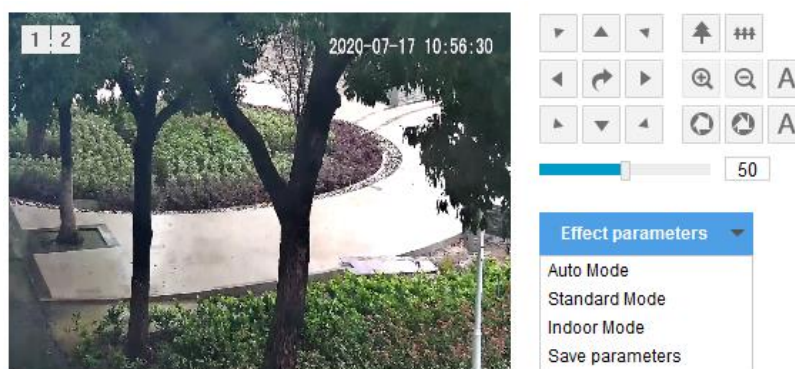 1 2
2020-07-17 10:56:30
A
A
50
Effect parameters
Auto Mode
Standard Mode
Indoor Mode
Save parameters